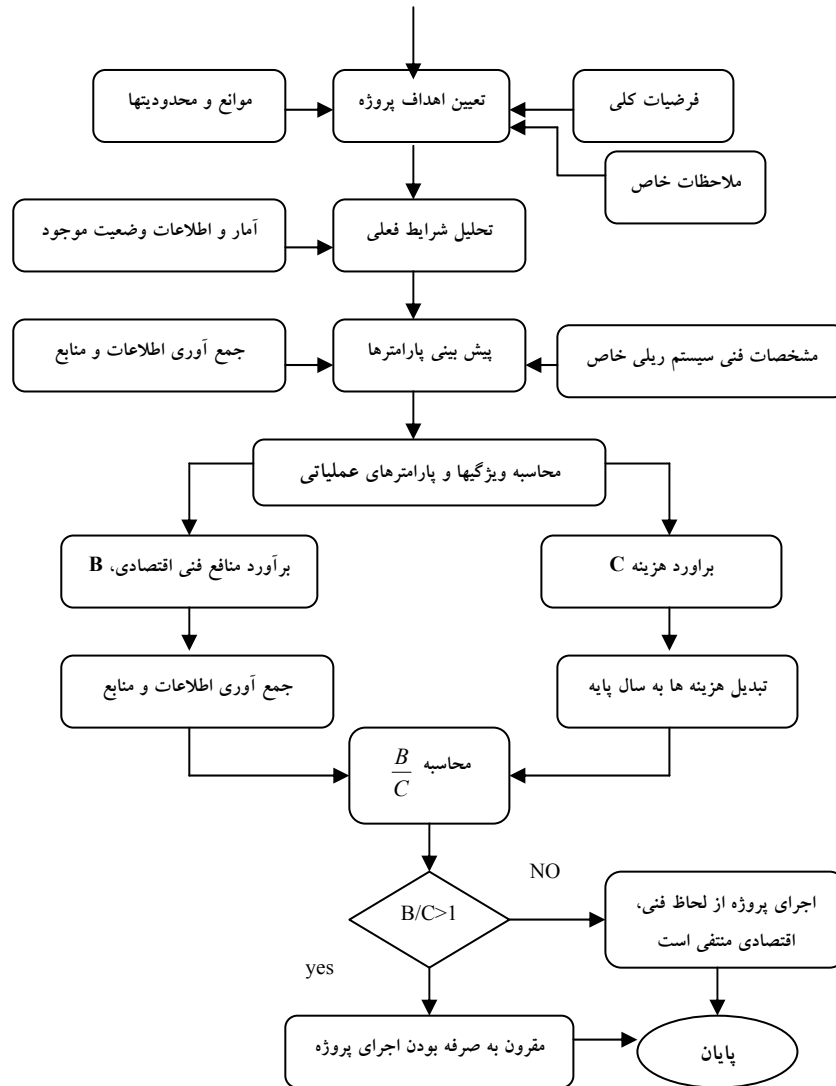 فرضیات کلی
تعیین اهداف پروژه
موانع و محدودیتها
ملاحظات خاص
تحلیل شرایط فعلی
آمار و اطلاعات وضعیت موجود
مشخصات فنی سیستم ریلی خاص
پیش بینی پارامترها
جمع آوری اطلاعات و منابع
محاسبه ویژگیها و پارامترهای عملیاتی
براورد هزینه C
برآورد منافع فنی اقتصادی، B
تبدیل هزینه ها به سال پایه
جمع آوری اطلاعات و منابع
محاسبه B/C
NO
B/C>1
اجرای پروژه از لحاظ فنی،
اقتصادی منتفی است
yes
مقرون به صرفه بودن اجرای پروژه
پایان